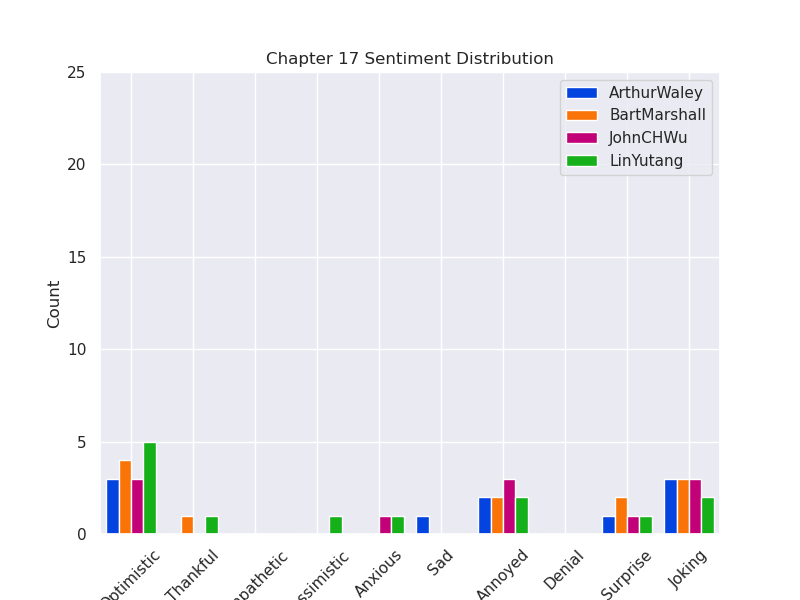 Chapter 17 Sentiment Distribution
25
20
15
10
5
0
Count
ArthurWaley
BartMarshall
JohnCHWu
LinYutang
Optimistic
Thankful
Anxious
Sad
Annoyed
Denial
Surprise
Joking